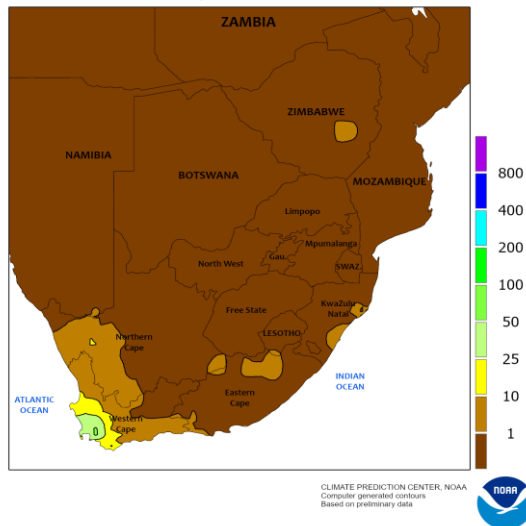 ZAMBIA
ZIMBABWE
NAMIBIA
BOTSWANA
MOZAMBIQUE
Limpopo
Mpumalanga
Gau.
North West
SWAZ.
Free State
KwaZulu
Natal
LESOTHO
Northern
Cape
Eastern
Cape
Western
Cape
ATLANTIC
OCEAN
INDIAN
OCEAN
800
400
200
100
50
25
10
1
CLIMATE PREDICTION CENTER, NOAA
Computer generated contours
Based on preliminary data
NOAA